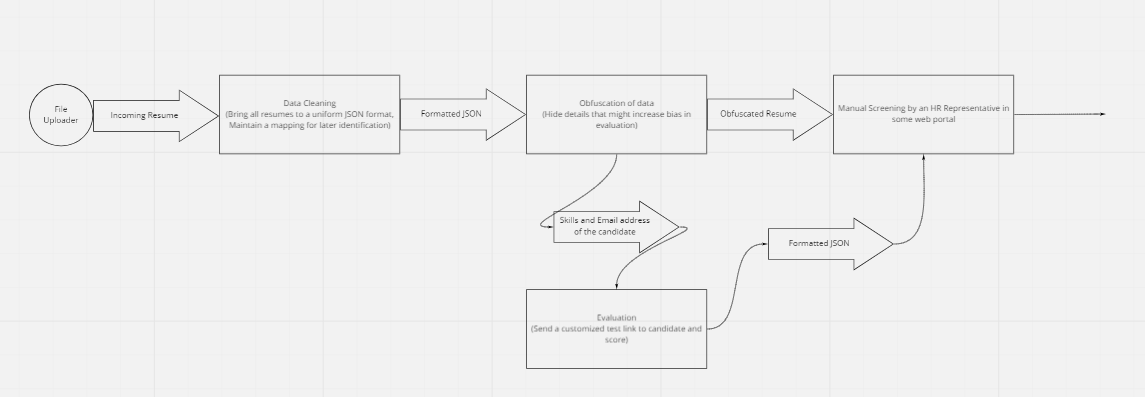 File
Uploader
Incoming Resume
Data Cleaning
(Bring all resumes to a uniform JSON format,
Maintain a mapping for later identification)
Formatted JSON
Obfuscation of data
(Hide details that might increase bias in
evaluation)
Obfuscated Resume
Manual Screening by an HR Representative in
some web portal
Skills and Email address
of the candidate
Formatted JSON
Evaluation
(Send a customized test link to candidate and
score)